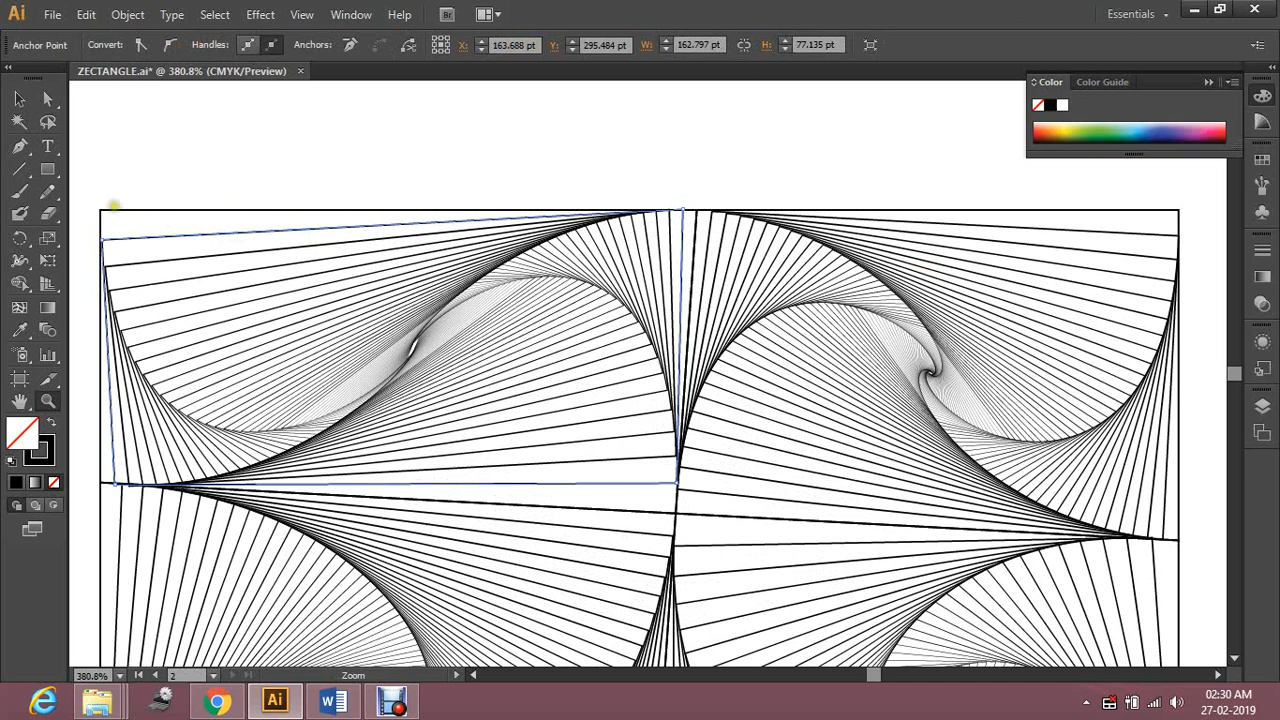 Ai File Edit Object Type Select Effect View Window Help Br Essentials
Anchor Point Convert: Handles: Anchors: X: 163.688 pt Y: 295.484 pt W: 162.797 pt H: 77.135 pt
ZECTANGLE.ai* @ 380.8% (CMYK/Preview) ×
Color Color Guide
T
380.8% 2 Zoom
Ai W
02:30 AM
27-02-2019